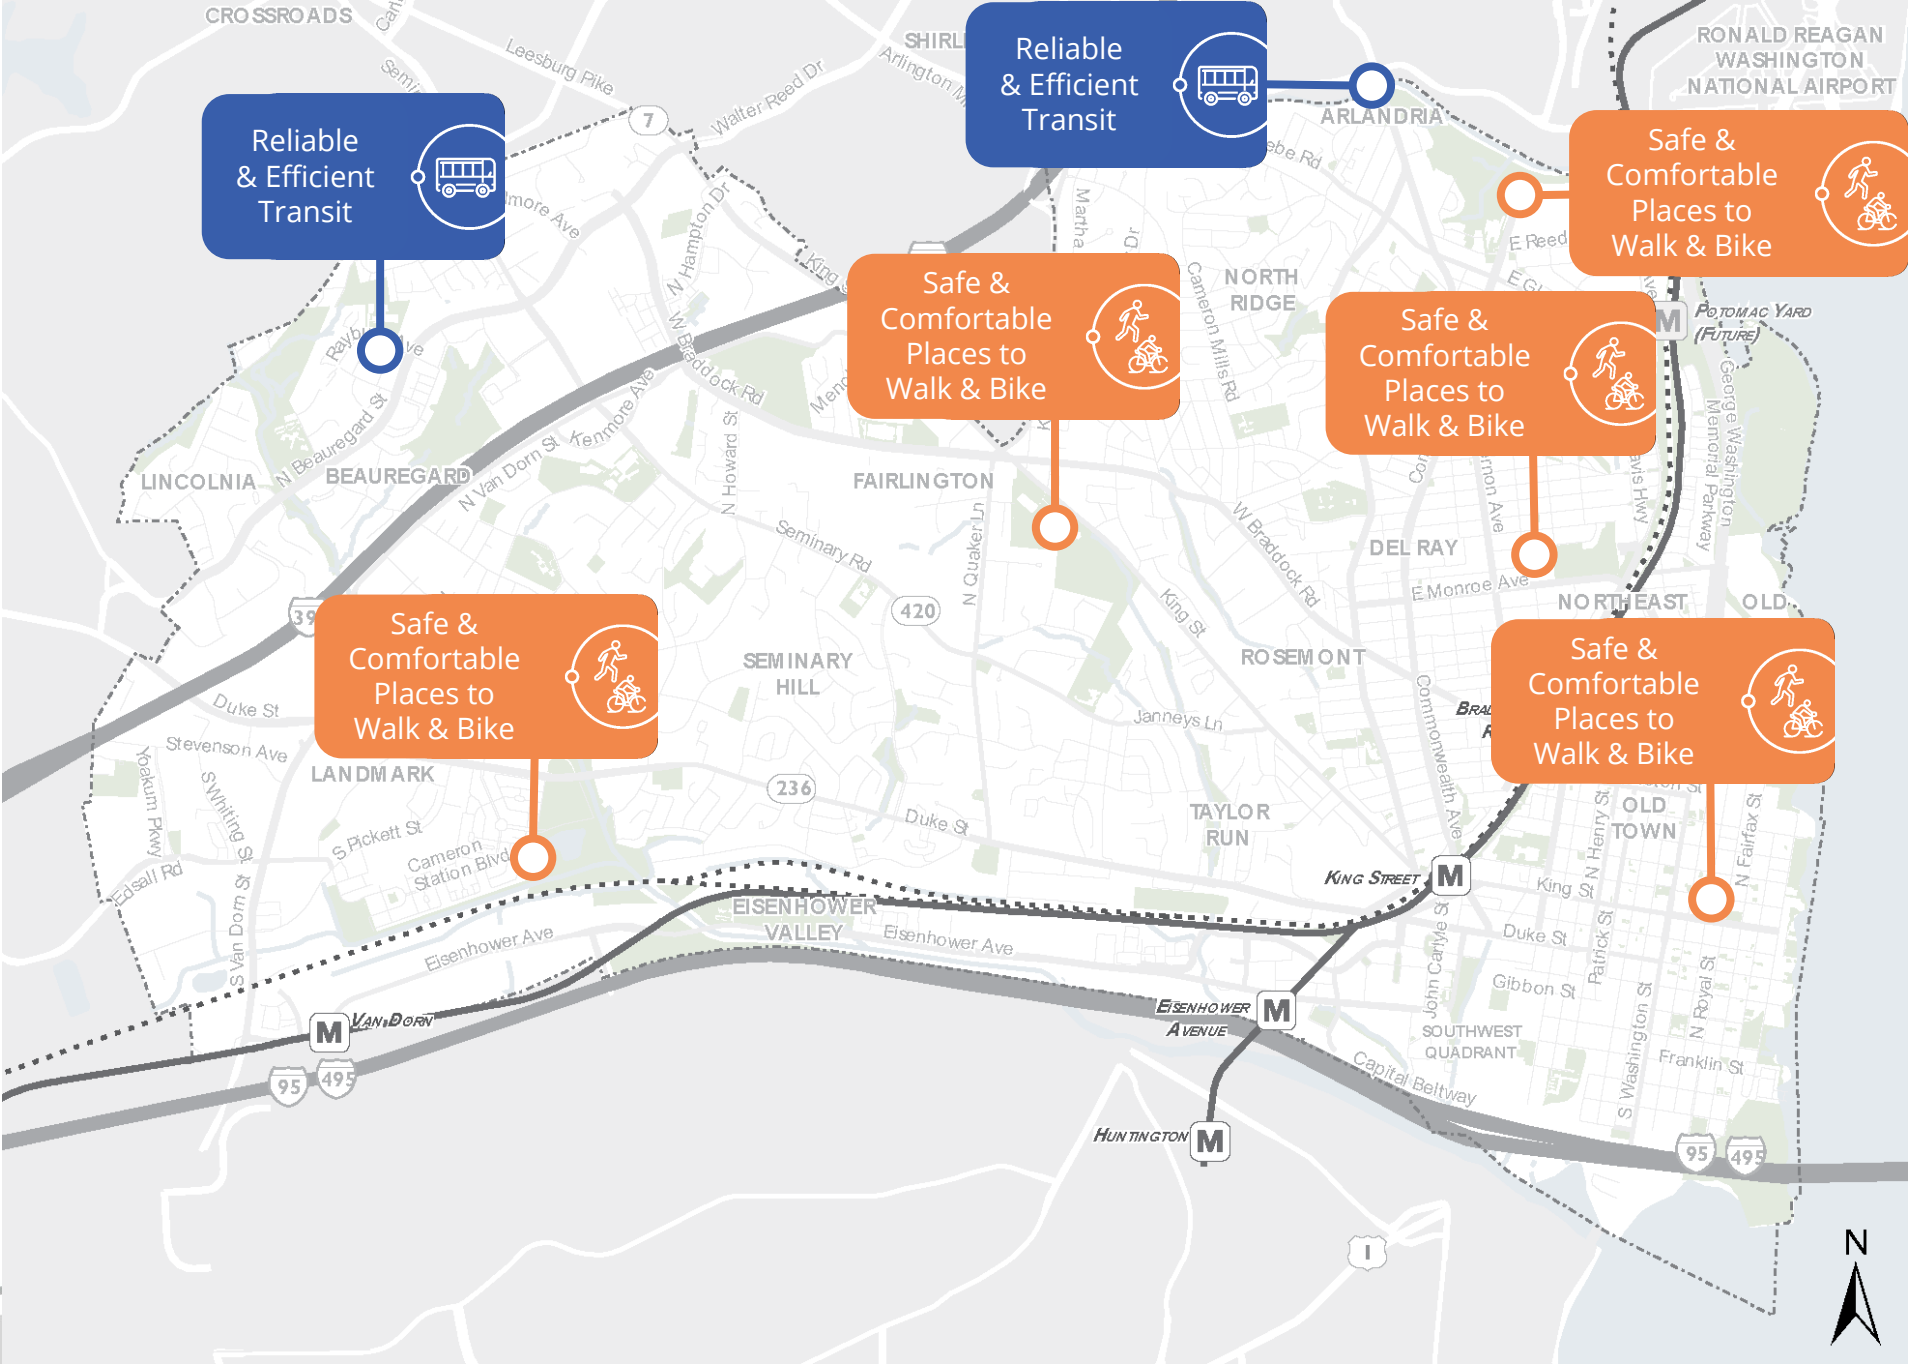 CROSSROADS
Leesburg Pike
Walter Reed Dr
7
RONALD REAGAN
WASHINGTON
NATIONAL AIRPORT
Reliable
& Efficient
Transit
Reliable
& Efficient
Transit
ARLANDRIA
Safe &
Comfortable
Places to
Walk & Bike
E Reed
N Hampton Dr
King
Martha
Dr
NORTH
RIDGE
Cameron Mills Rd
Safe &
Comfortable
Places to
Walk & Bike
Safe &
Comfortable
Places to
Walk & Bike
M
POTOMAC YARD
(FUTURE)
George Washington
Memorial Parkway
W Braddock Rd
Kenmore Ave
N Van Dorn St
N Howard St
N Beauregard St
LINCOLNIA
BEAUREGARD
FAIRLINGTON
Seminary Rd
N Quaker Ln
W Braddock Rd
DEL RAY
E Monroe Ave
NORTHEAST
OLD
420
King St
ROSEMONT
SEMINARY
HILL
Janneys Ln
Commonwealth Ave
Safe &
Comfortable
Places to
Walk & Bike
Safe &
Comfortable
Places to
Walk & Bike
Duke St
Stevenson Ave
LANDMARK
Yoakum Pkwy
S Whiting St
S Pickett St
Cameron
Station Blvd
Edsall Rd
S Van Dorn St
236
Duke St
TAYLOR
RUN
OLD
TOWN
N Henry St
N Fairfax St
KING STREET
M
King St
EISENHOWER
VALLEY
Eisenhower Ave
Eisenhower Ave
Duke St
Patrick St
John Carlyle St
Gibbon St
N Royal St
S Washington St
EISENHOWER
AVENUE
M
SOUTHWEST
QUADRANT
Franklin St
Capital Beltway
M
VAN DORN
95
495
HUNTINGTON
M
95
495
1
N